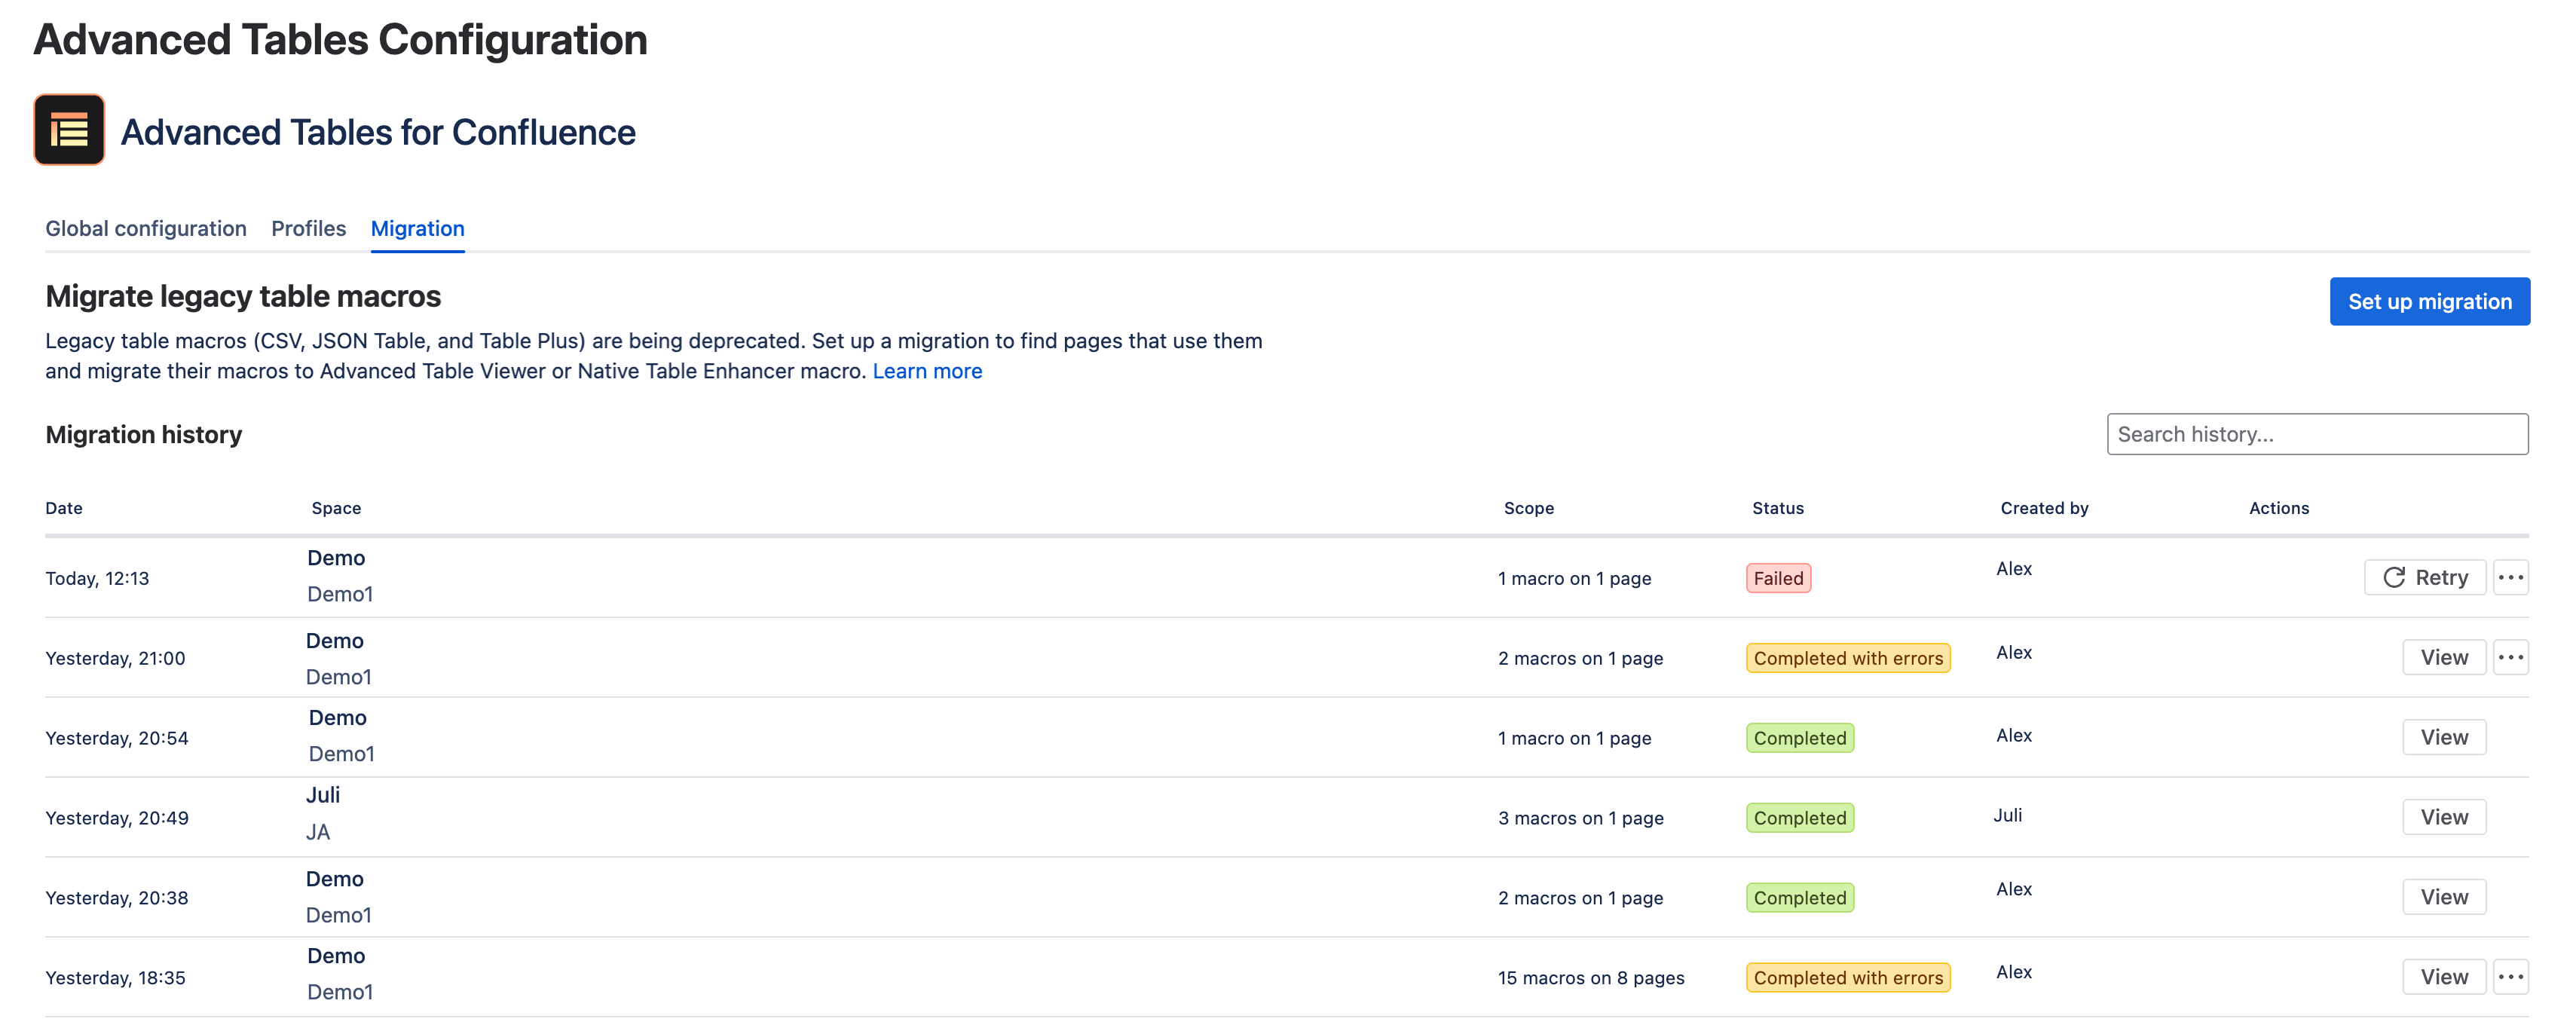 Advanced Tables Configuration
Advanced Tables for Confluence
Global configuration Profiles Migration
Migrate legacy table macros
Set up migration
Legacy table macros (CSV, JSON Table, and Table Plus) are being deprecated. Set up a migration to find pages that use them
and migrate their macros to Advanced Table Viewer or Native Table Enhancer macro. Learn more
Migration history
Search history...
Date Space Scope Status Created by Actions
Demo
Today, 12:13 1 macro on 1 page Failed Alex Retry
Demo1
Demo
Yesterday, 21:00 2 macros on 1 page Completed with errors Alex View
Demo1
Demo
Yesterday, 20:54 1 macro on 1 page Completed Alex View
Demo1
Juli
Yesterday, 20:49 3 macros on 1 page Completed Juli View
JA
Demo
Yesterday, 20:38 2 macros on 1 page Completed Alex View
Demo1
Demo
Yesterday, 18:35 15 macros on 8 pages Completed with errors Alex View
Demo1